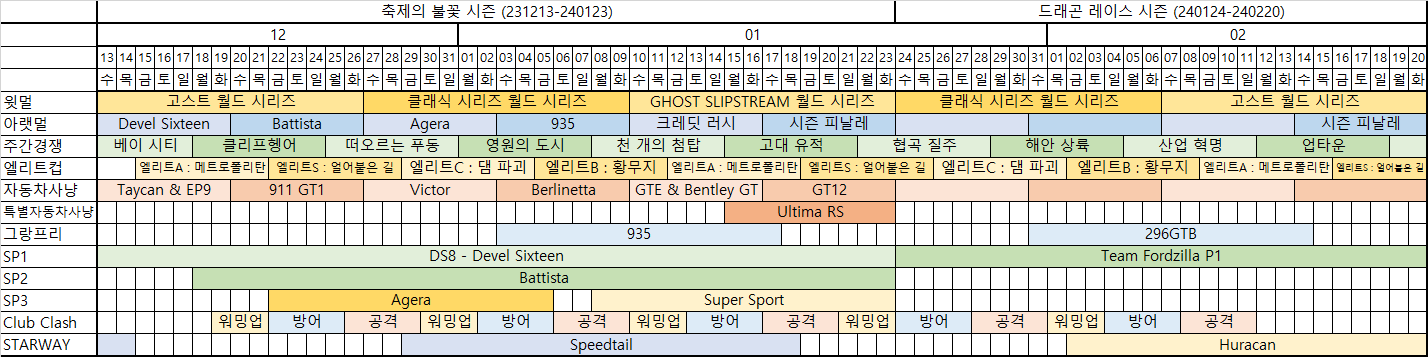 축제의 불꽃 시즌 (231213-240123) 드래곤 레이스 시즌 (240124-240220)
12 01 02
13 14 15 16 17 18 19 20 21 22 23 24 25 26 27 28 29 30 31 01 02 03 04 05 06 07 08 09 10 11 12 13 14 15 16 17 18 19 20 21 22 23 24 25 26 27 28 29 30 31 01 02 03 04 05 06 07 08 09 10 11 12 13 14 15 16 17 18 19 20
수 목 금 토 일 월 화 수 목 금 토 일 월 화 수 목 금 토 일 월 화 수 목 금 토 일 월 화 수 목 금 토 일 월 화 수 목 금 토 일 월 화 수 목 금 토 일 월 화 수 목 금 토 일 월 화 수 목 금 토 일 월 화 수 목 금 토 일 월 화
윗멀 고스트 월드 시리즈 클래식 시리즈 월드 시리즈 GHOST SLIPSTREAM 월드 시리즈 클래식 시리즈 월드 시리즈 고스트 월드 시리즈
아랫멀 Devel Sixteen Battista Agera 935 크레딧 러시 시즌 피날레 시즌 피날레
주간경쟁 베이 시티 클리프헹어 떠오르는 푸동 영원의 도시 천 개의 첨탑 고대 유적 협곡 질주 해안 상륙 산업 혁명 업타운
엘리트컵 엘리트A : 메트로폴리탄 엘리트S : 얼어붙은 길 엘리트C : 댐 파괴 엘리트B : 황무지 엘리트A : 메트로폴리탄 엘리트S : 얼어붙은 길 엘리트C : 댐 파괴 엘리트B : 황무지 엘리트A : 메트로폴리탄 엘리트S : 얼어붙은 길
자동차사냥 Taycan & EP9 911 GT1 Victor Berlinetta GTE & Bentley GT GT12
특별자동차사냥 Ultima RS
그랑프리 935 296GTB
SP1 DS8 - Devel Sixteen Team Fordzilla P1
SP2 Battista
SP3 Agera Super Sport
Club Clash 워밍업 방어 공격 워밍업 방어 공격 워밍업 방어 공격 워밍업 방어 공격 워밍업 방어 공격
STARWAY Speedtail Huracan